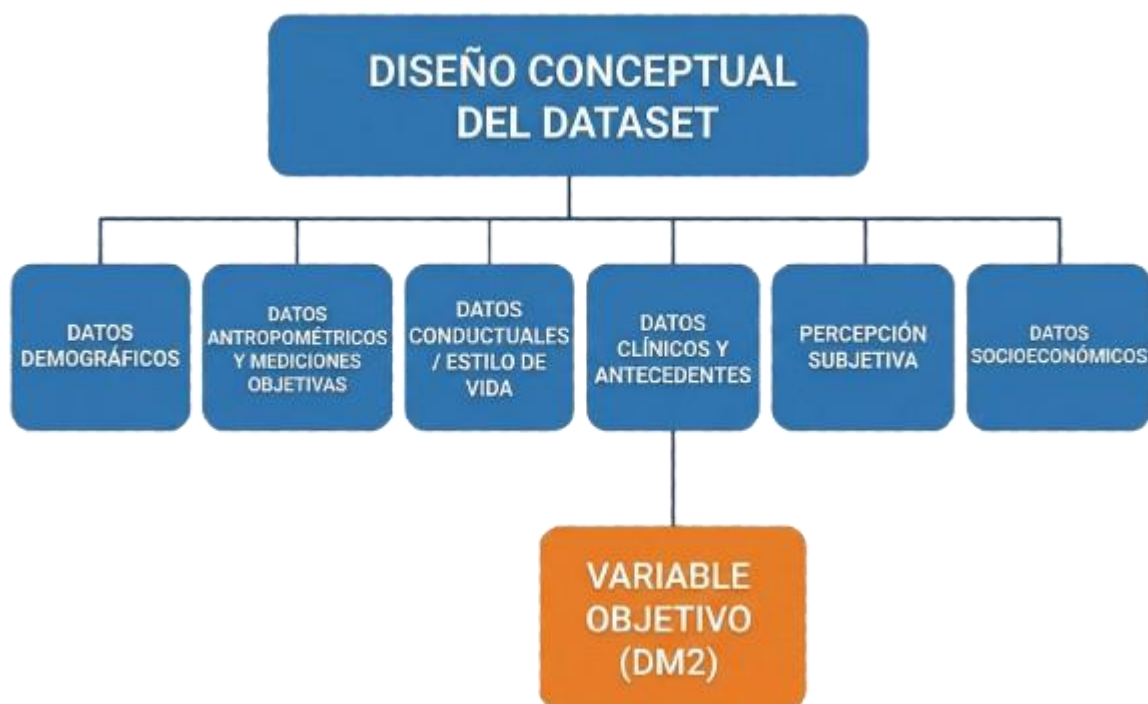 DISEÑO CONCEPTUAL
DEL DATASET
DATOS
DEMOGRÁFICOS
DATOS
ANTROPOMÉTRICOS
Y MEDICIONES
OBJETIVAS
DATOS
CONDUCTUALES
/ ESTILO DE
VIDA
DATOS
CLÍNICOS Y
ANTECEDENTES
PERCEPCIÓN
SUBJETIVA
DATOS
SOCIOECONÓMICOS
VARIABLE
OBJETIVO
(DM2)